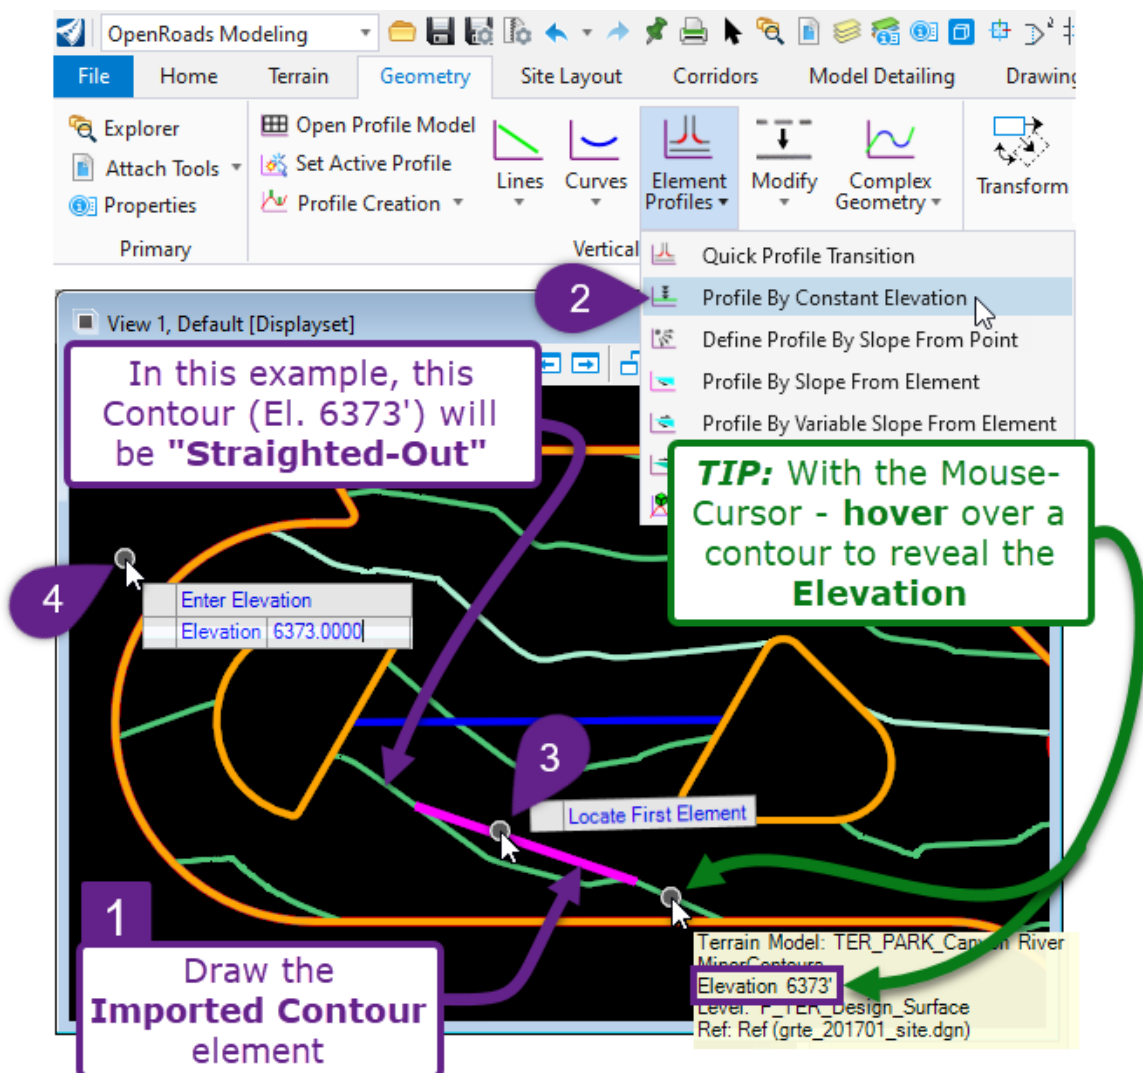 OpenRoads Modeling
File Home Terrain Geometry Site Layout Corridors Model Detailing Drawing
Explorer
Attach Tools
Properties
Primary
Open Profile Model
Set Active Profile
Profile Creation
Lines
Curves
Element
Profiles
Modify
Complex
Geometry
Transform
Vertical
Quick Profile Transition
2
Profile By Constant Elevation
Define Profile By Slope From Point
Profile By Slope From Element
Profile By Variable Slope From Element
View 1, Default [Displayset]
In this example, this
Contour (El. 6373') will
be "Straighted-Out"
TIP: With the Mouse-
Cursor - hover over a
contour to reveal the
Elevation
4
Enter Elevation
Elevation 6373.0000
3
Locate First Element
1
Draw the
Imported Contour
element
Terrain Model: TER_PARK_Canyon River
MinorContours
Elevation 6373'
Level: F_TER_Design_Surface
Ref: Ref (grte_201701_site.dgn)